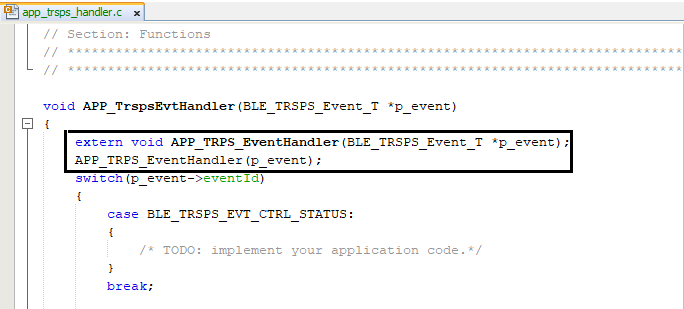 app_trsps_handler.c
// Section: Functions
// *****************************************************************************
// *****************************************************************************
void APP_TrspsEvtHandler(BLE_TRSPS_Event_T *p_event)
{
extern void APP_TRPS_EventHandler(BLE_TRSPS_Event_T *p_event);
APP_TRPS_EventHandler(p_event);
switch(p_event->eventId)
{
case BLE_TRSPS_EVT_CTRL_STATUS:
{
/* TODO: implement your application code.*/
}
break;